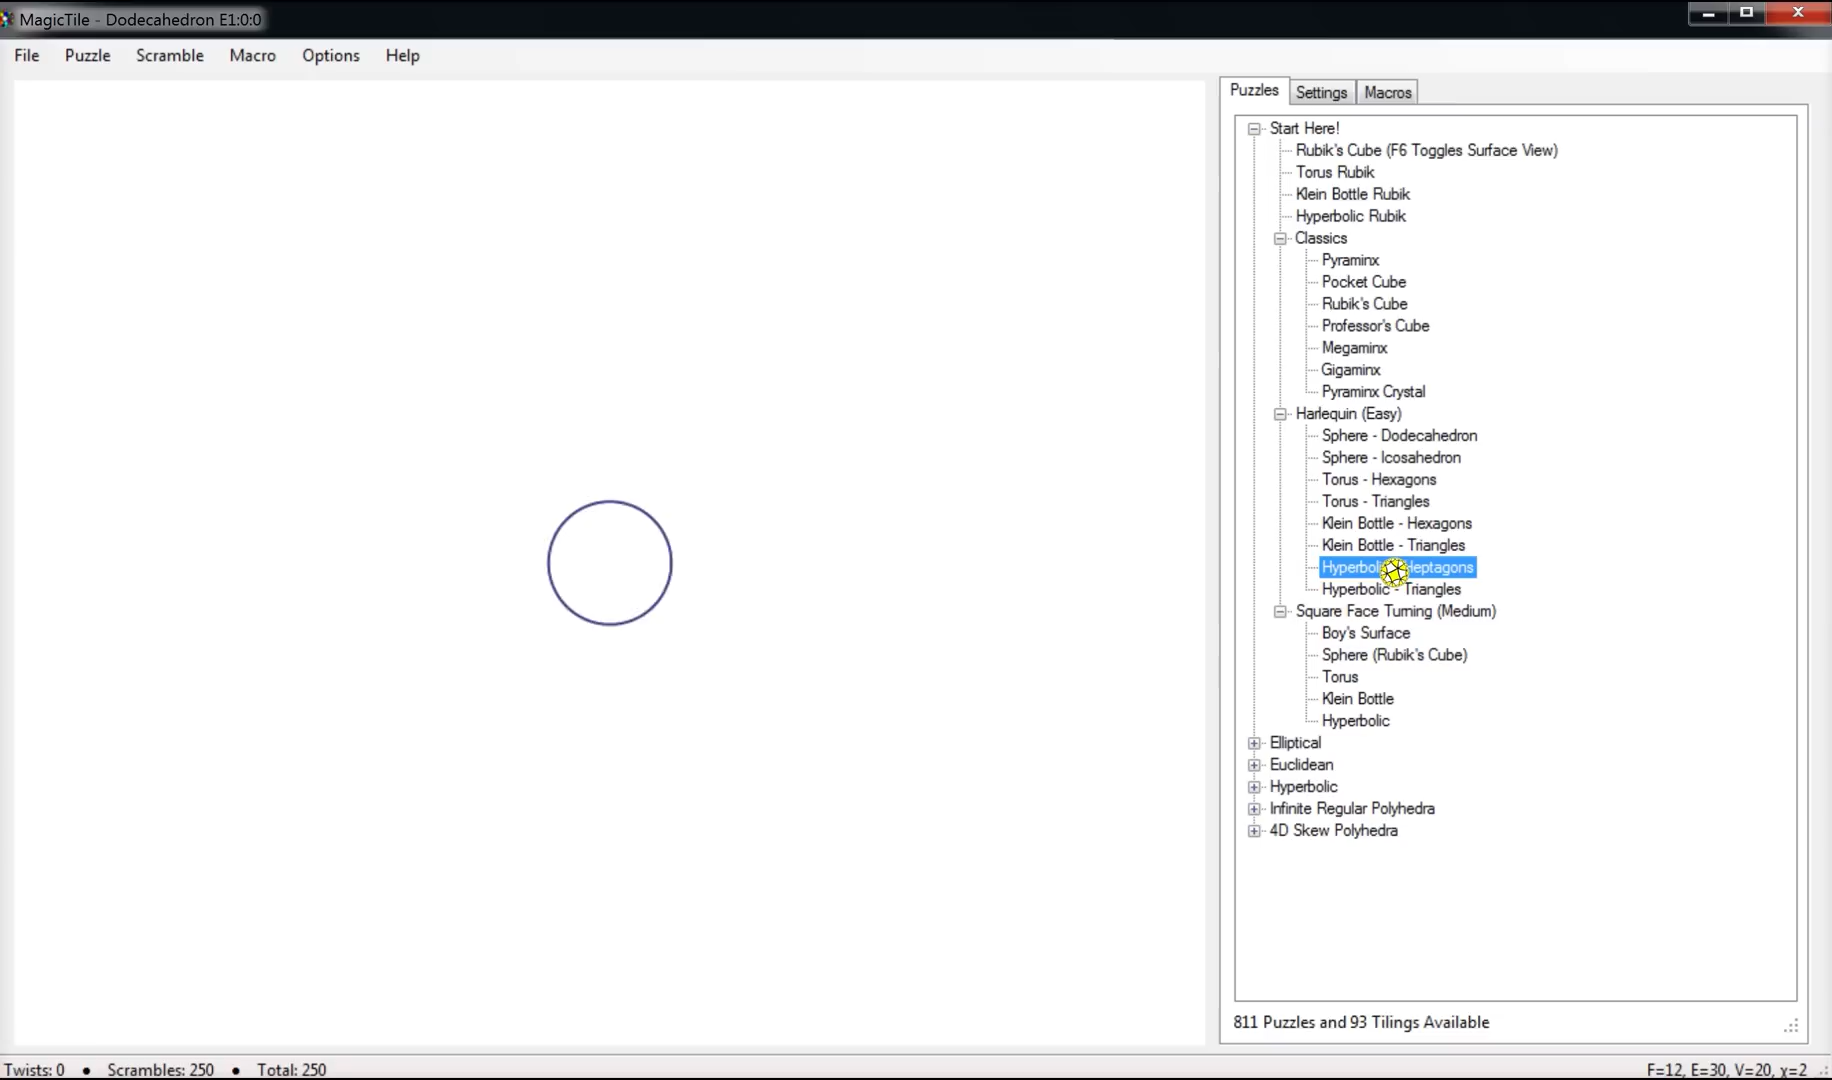 MagicTile - Dodecahedron E1:0:0
File Puzzle Scramble Macro Options Help
Puzzles Settings Macros
Start Here!
Rubik's Cube (F6 Toggles Surface View)
Torus Rubik
Klein Bottle Rubik
Hyperbolic Rubik
Classics
Pyraminx
Pocket Cube
Rubik's Cube
Professor's Cube
Megaminx
Gigaminx
Pyraminx Crystal
Harlequin (Easy)
Sphere - Dodecahedron
Sphere - Icosahedron
Torus - Hexagons
Torus - Triangles
Klein Bottle - Hexagons
Klein Bottle - Triangles
Hyperbolic - Heptagons
Hyperbolic - Triangles
Square Face Turning (Medium)
Boy's Surface
Sphere (Rubik's Cube)
Torus
Klein Bottle
Hyperbolic
Elliptical
Euclidean
Hyperbolic
Infinite Regular Polyhedra
4D Skew Polyhedra
811 Puzzles and 93 Tilings Available
Twists: 0 • Scrambles: 250 • Total: 250
F=12, E=30, V=20, χ=2